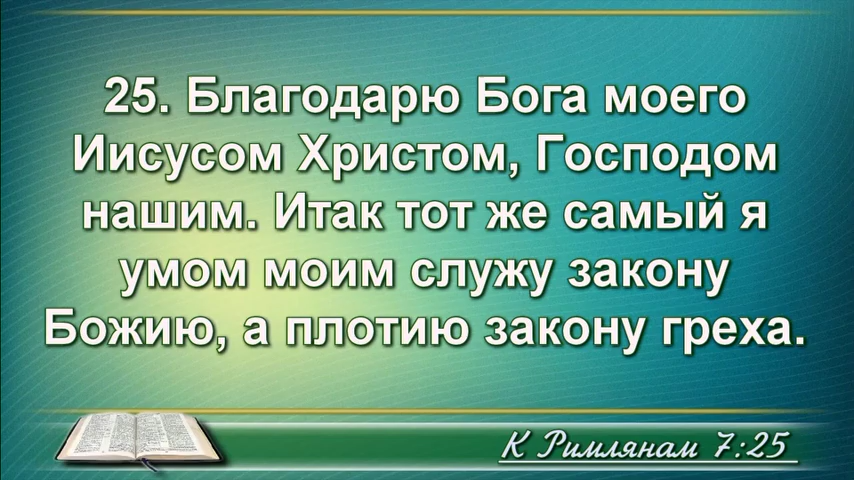 25. Благодарю Бога моего
Иисусом Христом, Господом
нашим. Итак тот же самый я
умом моим служу закону
Божию, а плотию закону греха.
К Римлянам 7:25